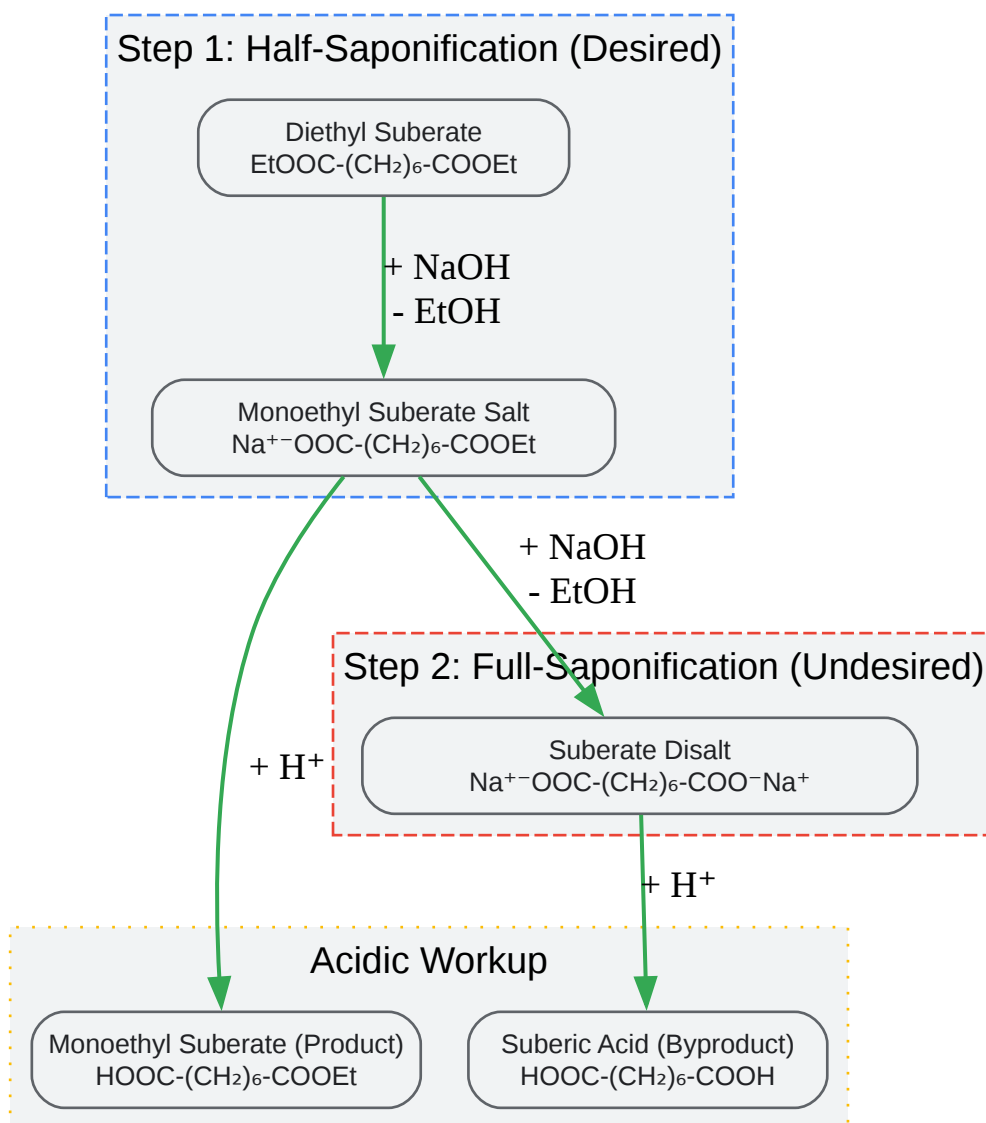 Step 1: Half-Saponification (Desired)
Diethyl Suberate
EtOOC-(CH₂)₆-COOEt
+ NaOH
- EtOH
Monoethyl Suberate Salt
Na⁺⁻OOC-(CH₂)₆-COOEt
+ NaOH
- EtOH
Step 2: Full-Saponification (Undesired)
Suberate Disalt
Na⁺⁻OOC-(CH₂)₆-COO⁻Na⁺
+ H⁺
+ H⁺
Acidic Workup
Monoethyl Suberate (Product)
HOOC-(CH₂)₆-COOEt
Suberic Acid (Byproduct)
HOOC-(CH₂)₆-COOH